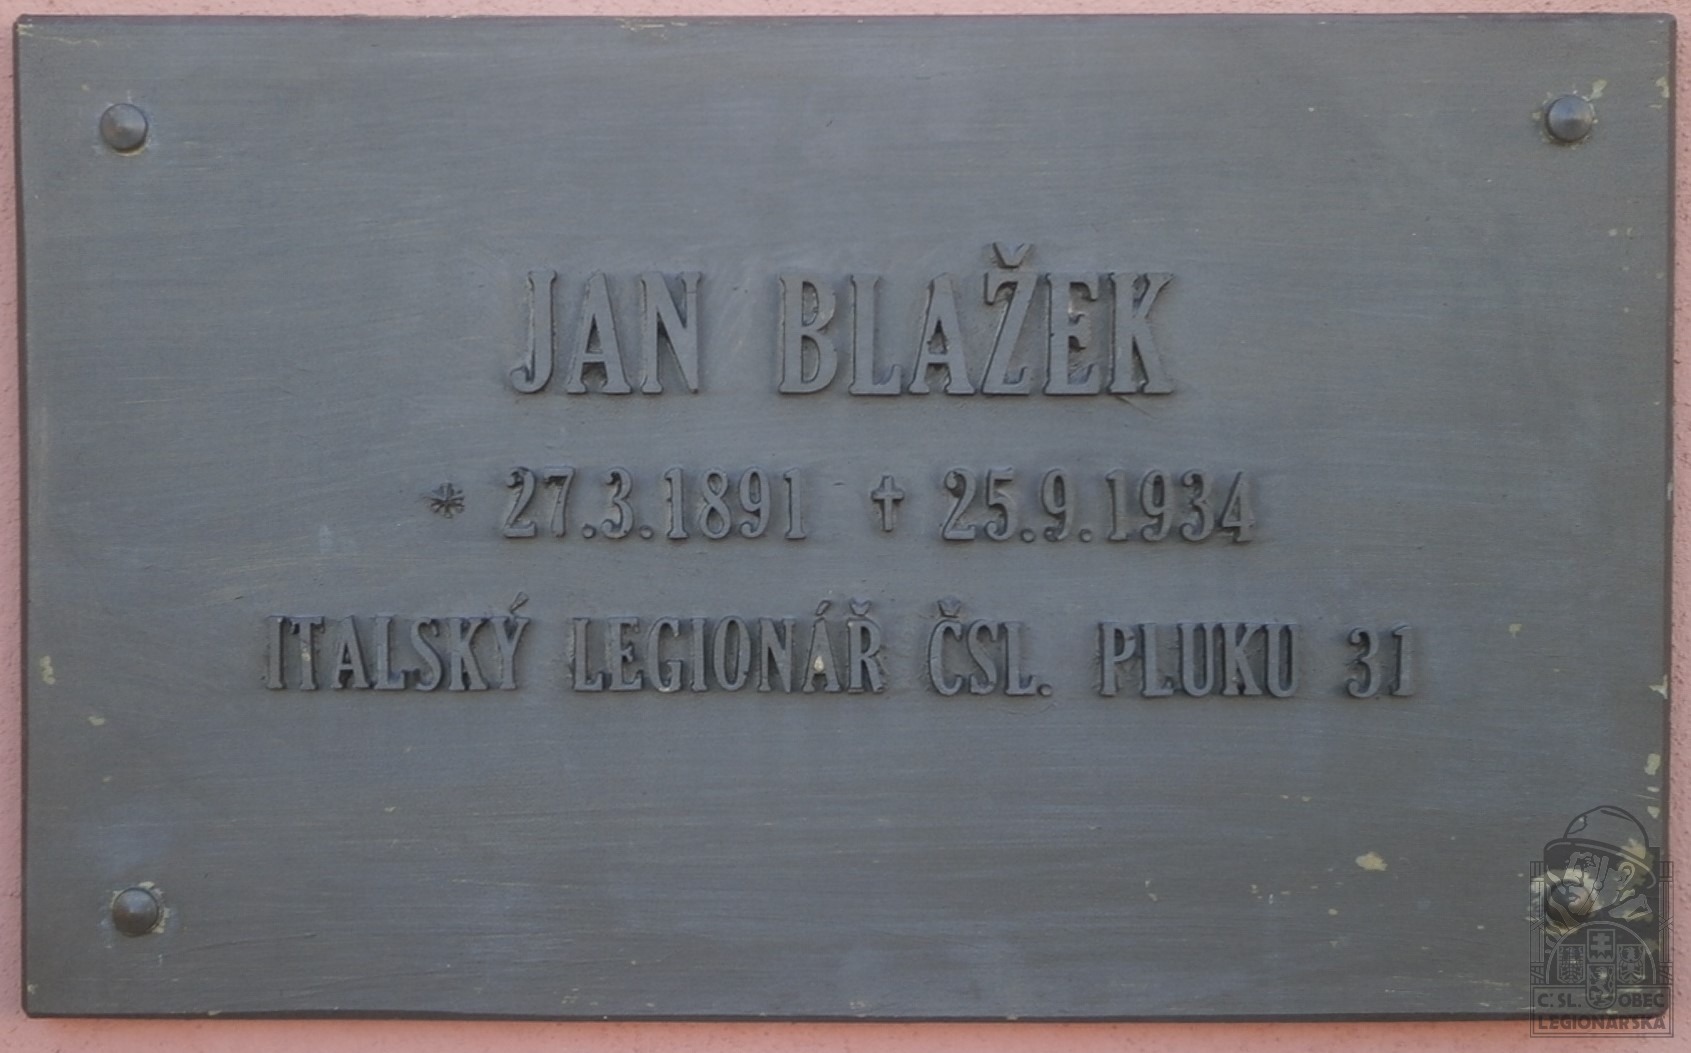 JAN BLAŽEK
* 27.3.1891 † 25.9.1934
ITALSKÝ LEGIONÁŘ ČSL. PLUKU 31
Č.SL. OBEC
LEGIONÁŘSKÁ